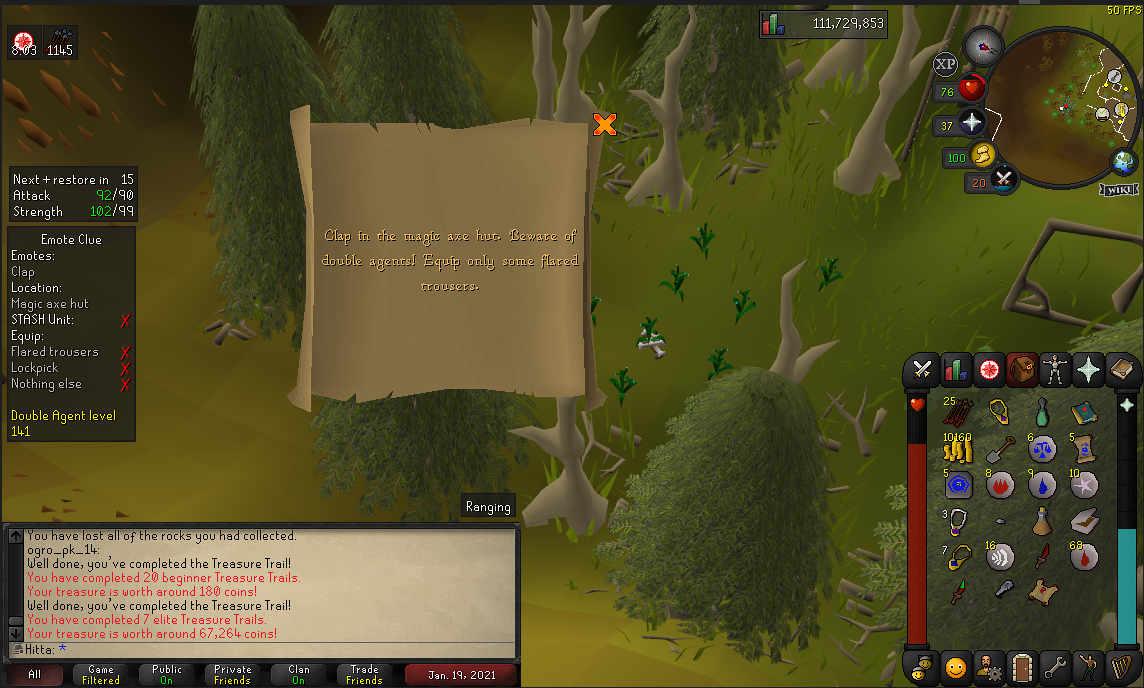 50 FPS
111,729,853
8:03 1145
XP
76
37
100
20
WIKI
Next + restore in 15
Attack 92/90
Strength 102/99
Emote Clue
Emotes:
Clap
Location:
Magic axe hut
STASH Unit:
Equip:
Flared trousers
Lockpick
Nothing else
Double Agent level
141
Clap in the magic axe hut. Beware of
double agents! Equip only some flared
trousers.
25
10160 6 5
5 8 9 10
3
7 16 68
Ranging
You have lost all of the rocks you had collected.
ogro_pk_14:
Well done, you've completed the Treasure Trail!
You have completed 20 beginner Treasure Trails.
Your treasure is worth around 180 coins!
Well done, you've completed the Treasure Trail!
You have completed 7 elite Treasure Trails.
Your treasure is worth around 67,264 coins!
Hitta: *
All
Game
Filtered
Public
On
Private
Friends
Clan
On
Trade
Friends
Jan. 19, 2021